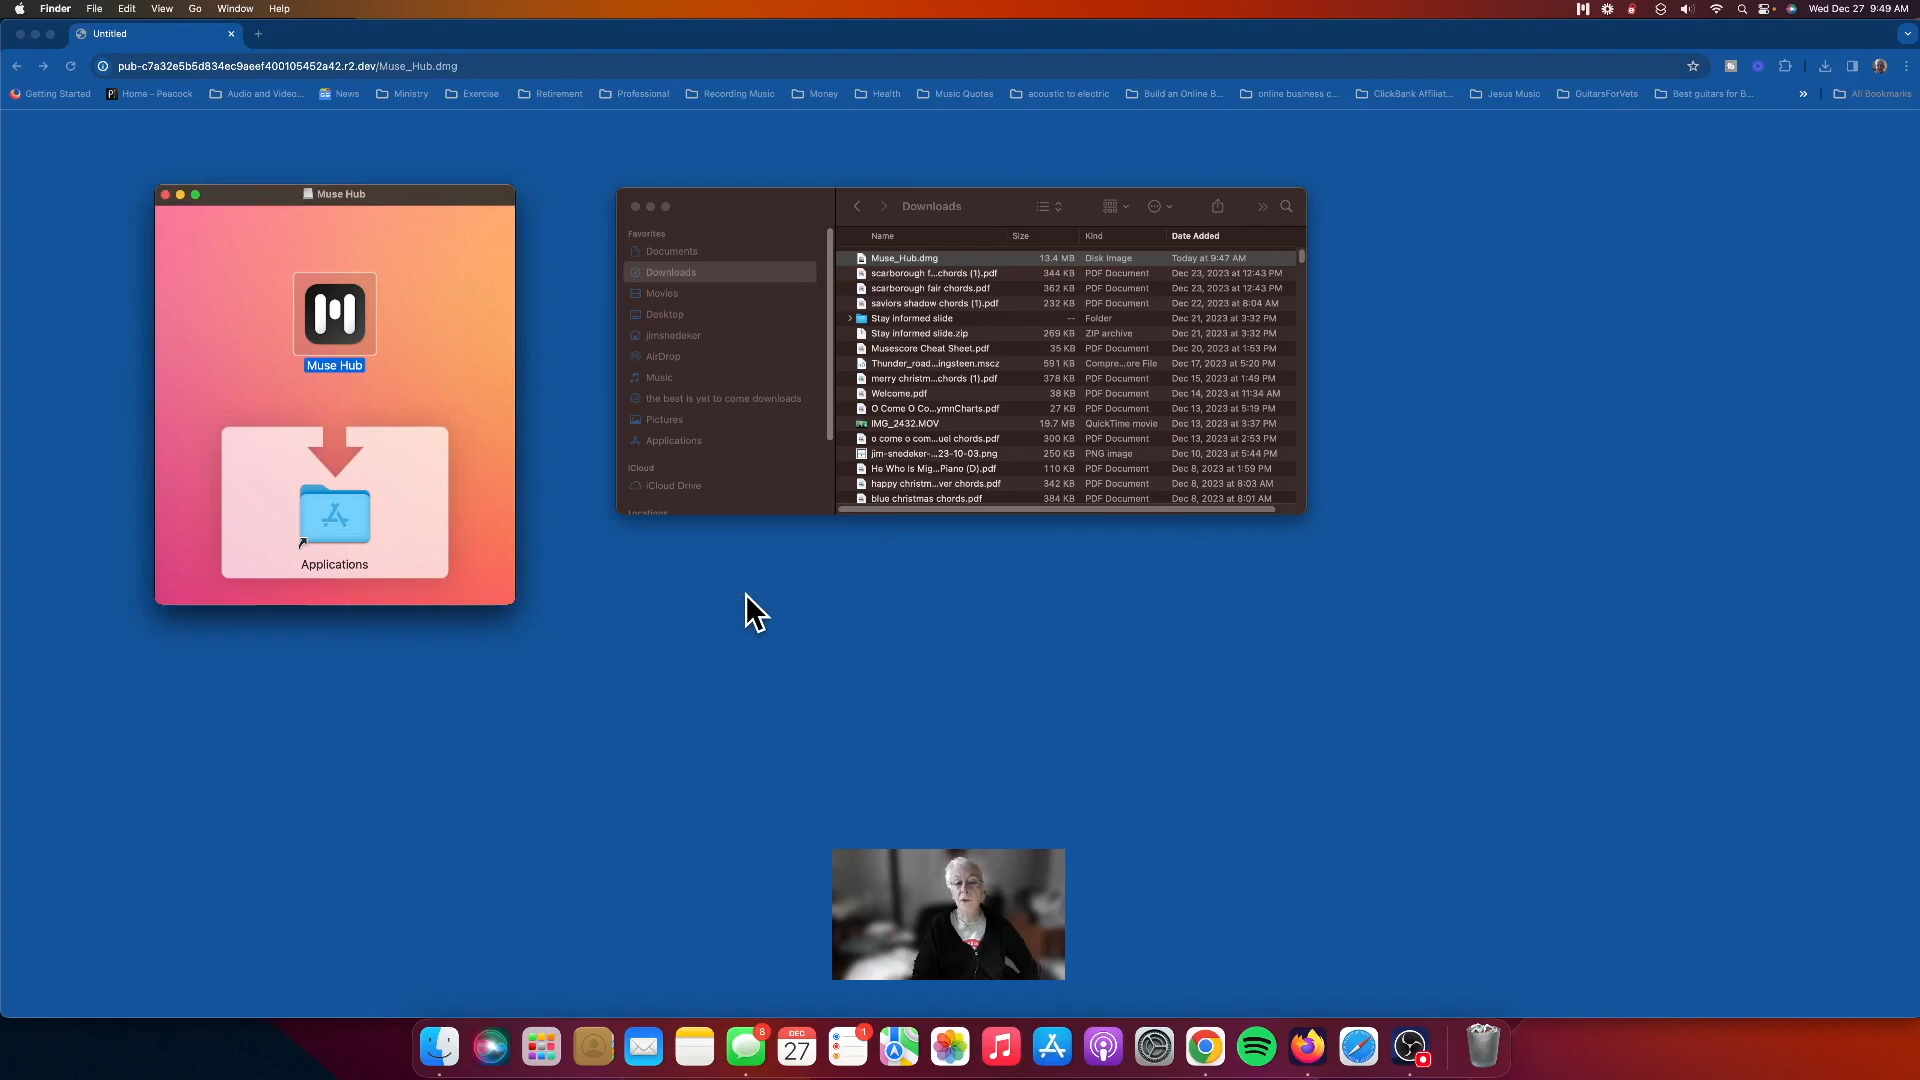 Finder File Edit View Go Window Help
Wed Dec 27 9:49 AM
Untitled
pub-c7a32e5b5d834ec9aeef400105452a42.r2.dev/Muse_Hub.dmg
Getting Started Home - Peacock Audio and Video... News Ministry Exercise Retirement Professional Recording Music Money Health Music Quotes acoustic to electric Build an Online B... online business c... ClickBank Affiliat... Jesus Music GuitarsForVets Best guitars for B... » All Bookmarks
Muse Hub
Muse Hub
Applications
Downloads
Favorites
Documents
Downloads
Movies
Desktop
jimsnedeker
AirDrop
Music
the best is yet to come downloads
Pictures
Applications
iCloud
iCloud Drive
Locations
Name Size Kind Date Added
Muse_Hub.dmg 13.4 MB Disk Image Today at 9:47 AM
scarborough f...chords (1).pdf 344 KB PDF Document Dec 23, 2023 at 12:43 PM
scarborough fair chords.pdf 362 KB PDF Document Dec 23, 2023 at 12:43 PM
saviors shadow chords (1).pdf 232 KB PDF Document Dec 22, 2023 at 8:04 AM
Stay informed slide -- Folder Dec 21, 2023 at 3:32 PM
Stay informed slide.zip 269 KB ZIP archive Dec 21, 2023 at 3:32 PM
Musescore Cheat Sheet.pdf 35 KB PDF Document Dec 20, 2023 at 1:53 PM
Thunder_road...ingsteen.mscz 591 KB Compre...ore File Dec 17, 2023 at 5:20 PM
merry christm...chords (1).pdf 378 KB PDF Document Dec 15, 2023 at 1:49 PM
Welcome.pdf 38 KB PDF Document Dec 14, 2023 at 11:34 AM
O Come O Co...ymnCharts.pdf 27 KB PDF Document Dec 13, 2023 at 5:19 PM
IMG_2432.MOV 19.7 MB QuickTime movie Dec 13, 2023 at 3:37 PM
o come o com...uel chords.pdf 300 KB PDF Document Dec 13, 2023 at 2:53 PM
jim-snedeker-...23-10-03.png 250 KB PNG image Dec 10, 2023 at 5:44 PM
He Who Is Mig...Piano (D).pdf 110 KB PDF Document Dec 8, 2023 at 1:59 PM
happy christm...ver chords.pdf 342 KB PDF Document Dec 8, 2023 at 8:03 AM
blue christmas chords.pdf 384 KB PDF Document Dec 8, 2023 at 8:01 AM
8
DEC
27
1